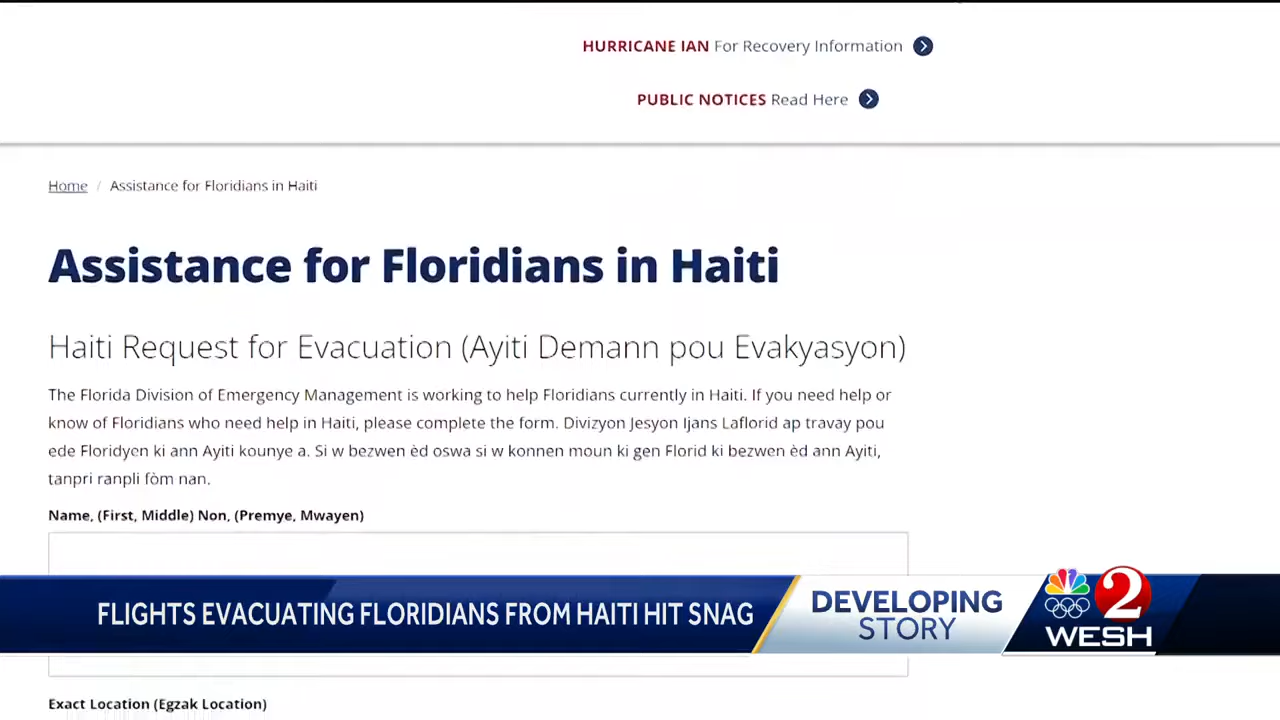 HURRICANE IAN For Recovery Information
PUBLIC NOTICES Read Here
Home / Assistance for Floridians in Haiti
Assistance for Floridians in Haiti
Haiti Request for Evacuation (Ayiti Demann pou Evakyasyon)
The Florida Division of Emergency Management is working to help Floridians currently in Haiti. If you need help or
know of Floridians who need help in Haiti, please complete the form. Divizyon Jesyon Ijans Laflorid ap travay pou
ede Floridyen ki ann Ayiti kounye a. Si w bezwen èd oswa si w konnen moun ki gen Florid ki bezwen èd ann Ayiti,
tanpri ranpli fòm nan.
Name, (First, Middle) Non, (Premye, Mwayen)
FLIGHTS EVACUATING FLORIDIANS FROM HAITI HIT SNAG
DEVELOPING
STORY
2
WESH
Exact Location (Egzak Location)